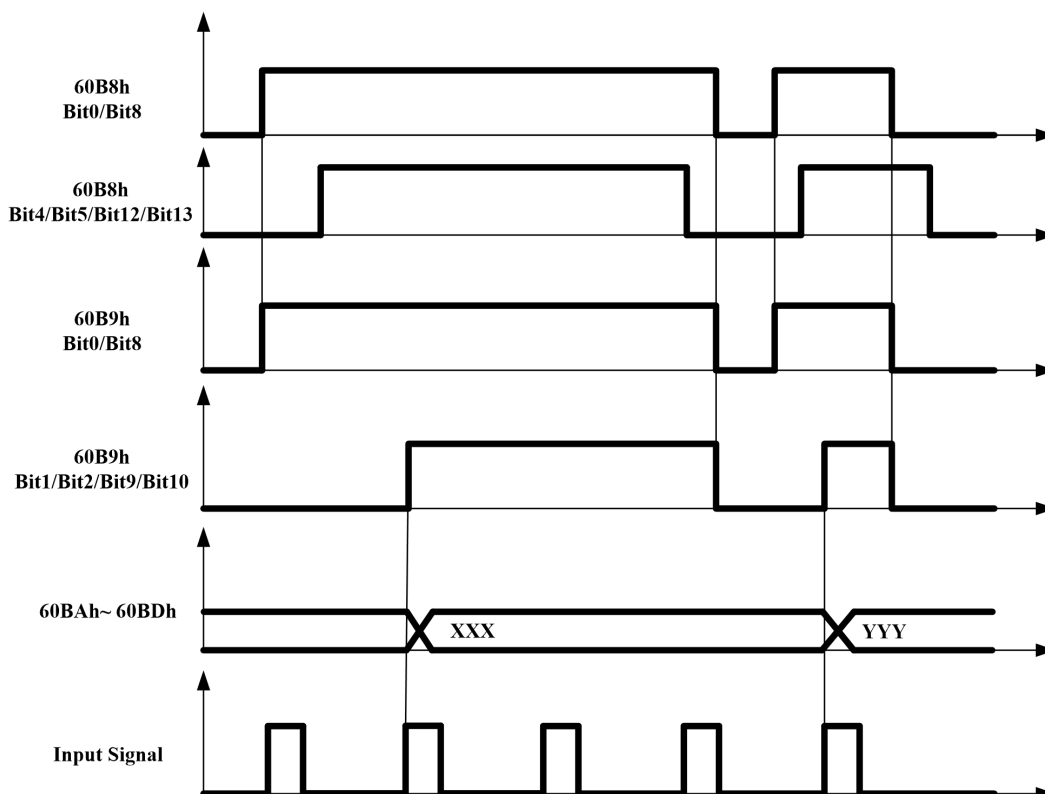 60B8h
Bit0/Bit8
60B8h
Bit4/Bit5/Bit12/Bit13
60B9h
Bit0/Bit8
60B9h
Bit1/Bit2/Bit9/Bit10
60BAh~ 60BDh
XXX
YYY
Input Signal